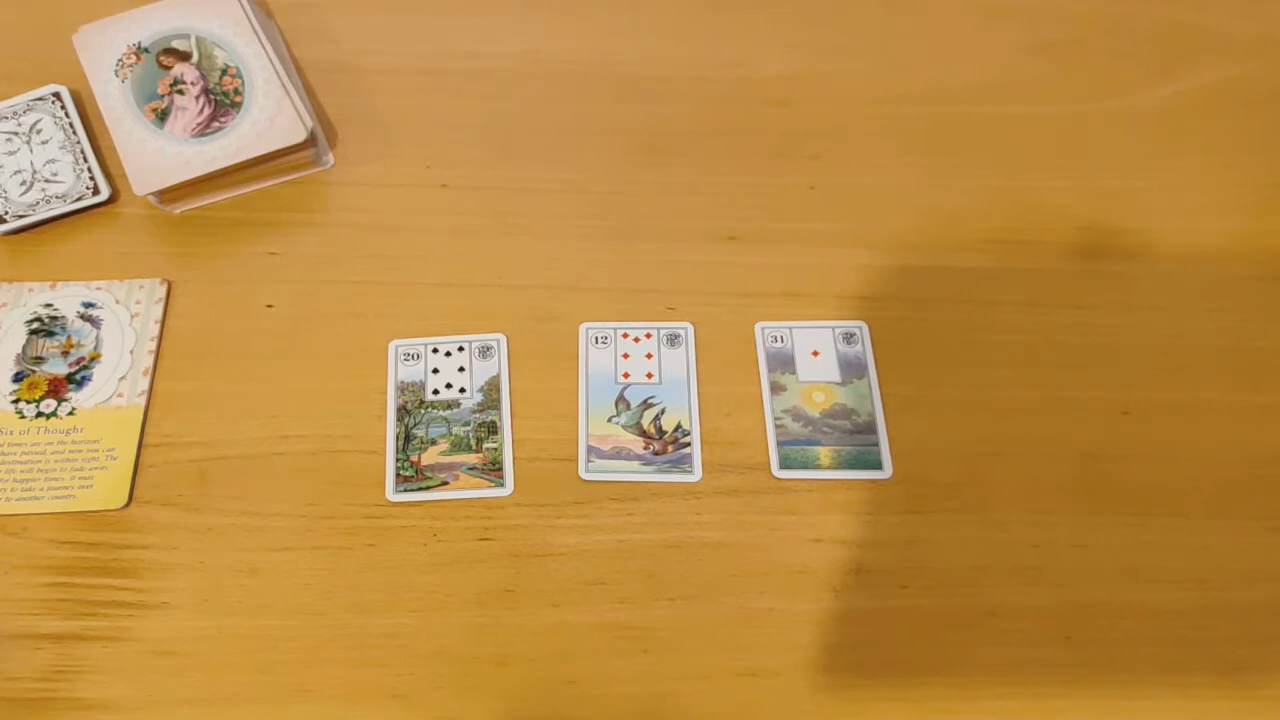 Six of Thought
times are on the horizon!
have passed, and now you can
destination is within sight. The
life will begin to fade away,
for happier times. It may
to take a journey over
to another country.
20
12
31